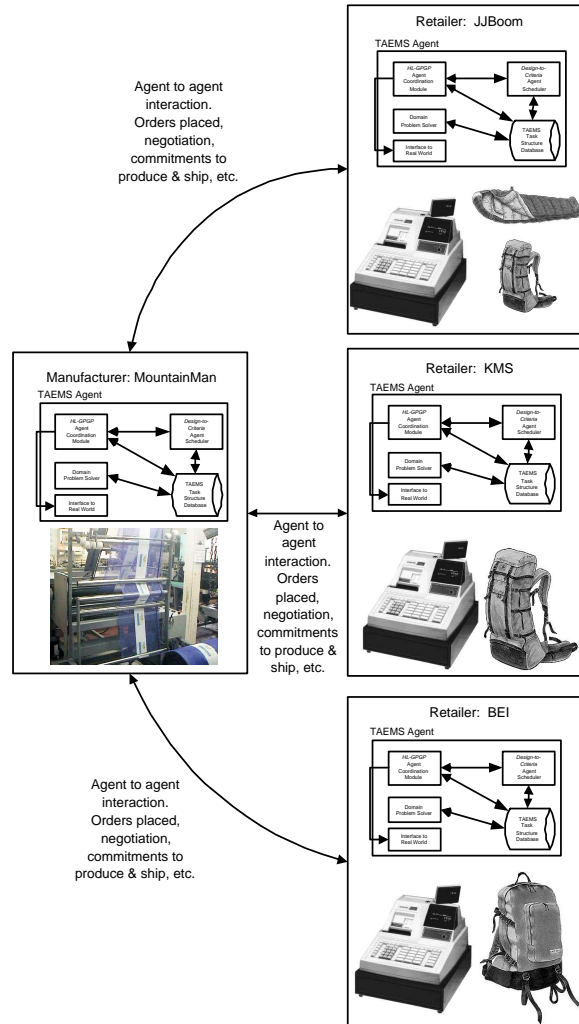 Retailer: JJBoom
TAEMS Agent
HL-GPGP
Agent
Coordination
Module
Design-to-
Criteria
Agent
Scheduler
Domain
Problem Solver
TAEMS
Task
Structure
Database
Interface to
Real World
Agent to agent
interaction.
Orders placed,
negotiation,
commitments to
produce & ship, etc.
Manufacturer: MountainMan
TAEMS Agent
HL-GPGP
Agent
Coordination
Module
Design-to-
Criteria
Agent
Scheduler
Domain
Problem Solver
TAEMS
Task
Structure
Database
Interface to
Real World
Agent to
agent
interaction.
Orders
placed,
negotiation,
commitments
to produce &
ship, etc.
Retailer: KMS
TAEMS Agent
HL-GPGP
Agent
Coordination
Module
Design-to-
Criteria
Agent
Scheduler
Domain
Problem Solver
TAEMS
Task
Structure
Database
Interface to
Real World
Agent to agent
interaction.
Orders placed,
negotiation,
commitments to
produce & ship, etc.
Retailer: BEI
TAEMS Agent
HL-GPGP
Agent
Coordination
Module
Design-to-
Criteria
Agent
Scheduler
Domain
Problem Solver
TAEMS
Task
Structure
Database
Interface to
Real World